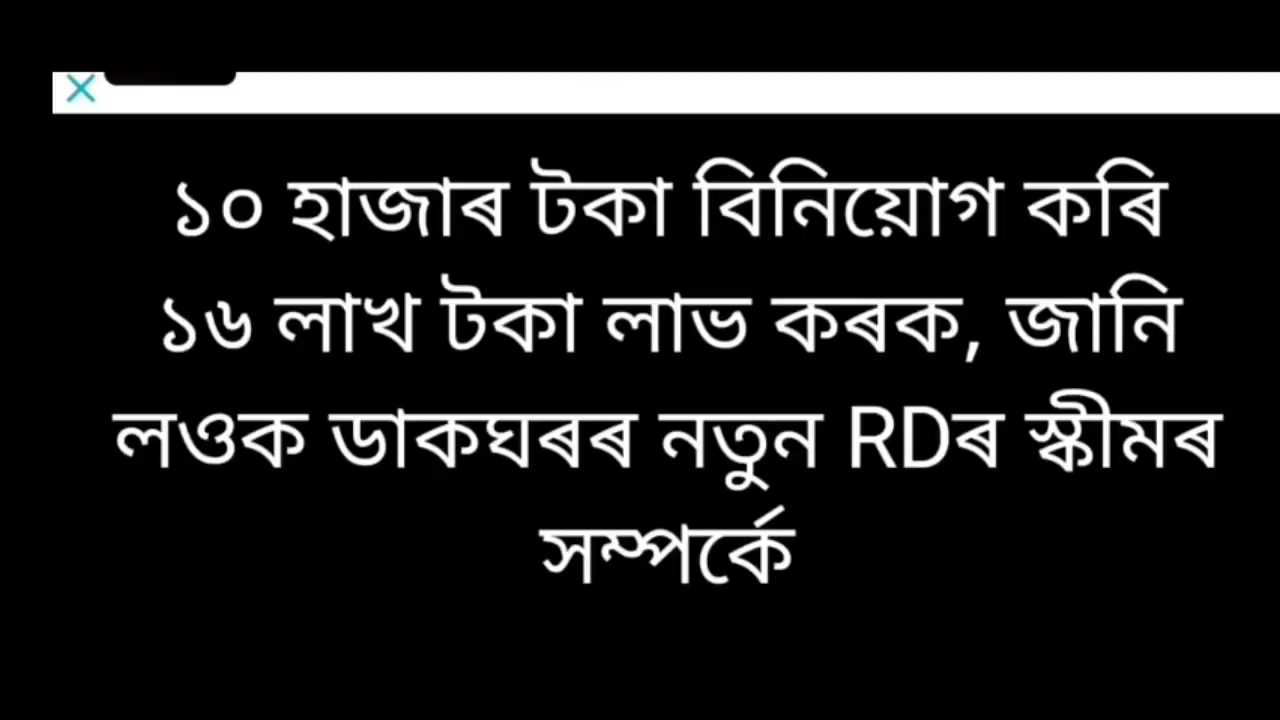 ১০ হাজাৰ টকা বিনিয়োগ কৰি
১৬ লাখ টকা লাভ কৰক, জানি
লওক ডাকঘৰৰ নতুন RDৰ স্কীমৰ
সম্পৰ্কে